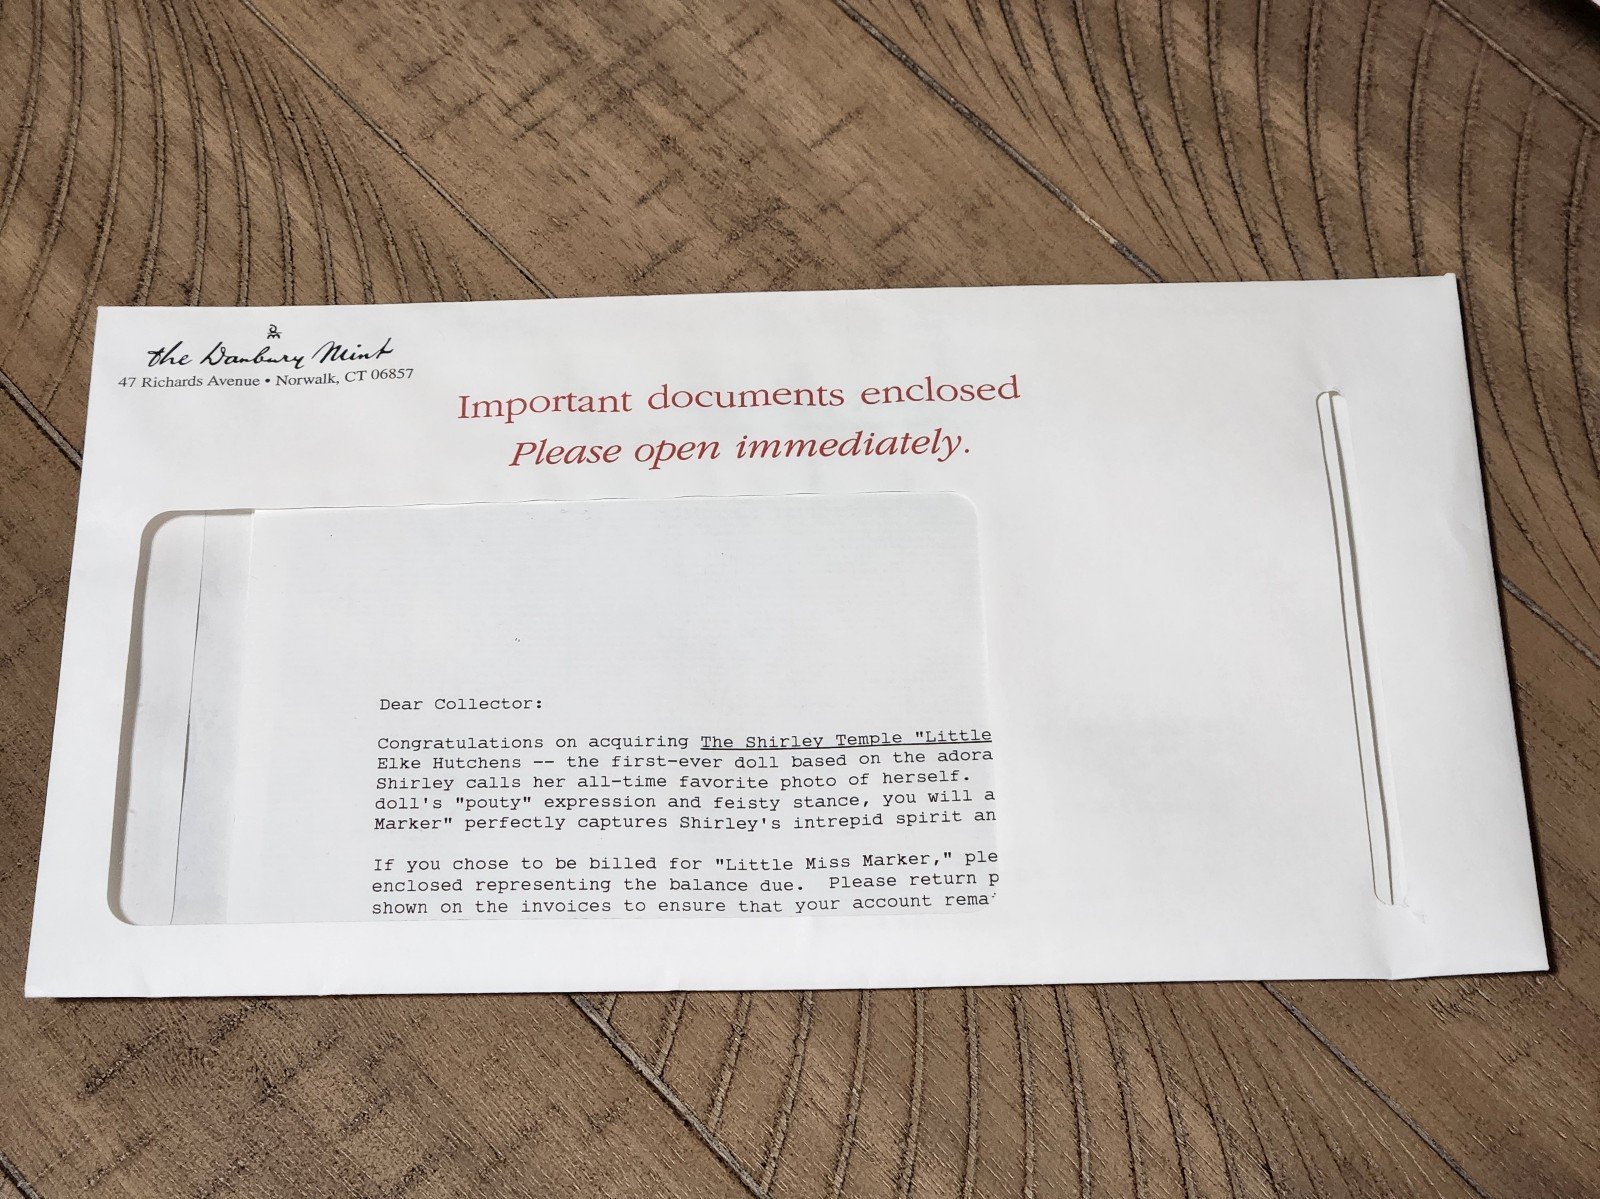 the Danbury Mint
47 Richards Avenue • Norwalk, CT 06857
Important documents enclosed
Please open immediately.
Dear Collector:
Congratulations on acquiring The Shirley Temple "Little
Elke Hutchens -- the first-ever doll based on the adora
Shirley calls her all-time favorite photo of herself.
doll's "pouty" expression and feisty stance, you will a
Marker" perfectly captures Shirley's intrepid spirit an
If you chose to be billed for "Little Miss Marker," ple
enclosed representing the balance due. Please return p
shown on the invoices to ensure that your account rema